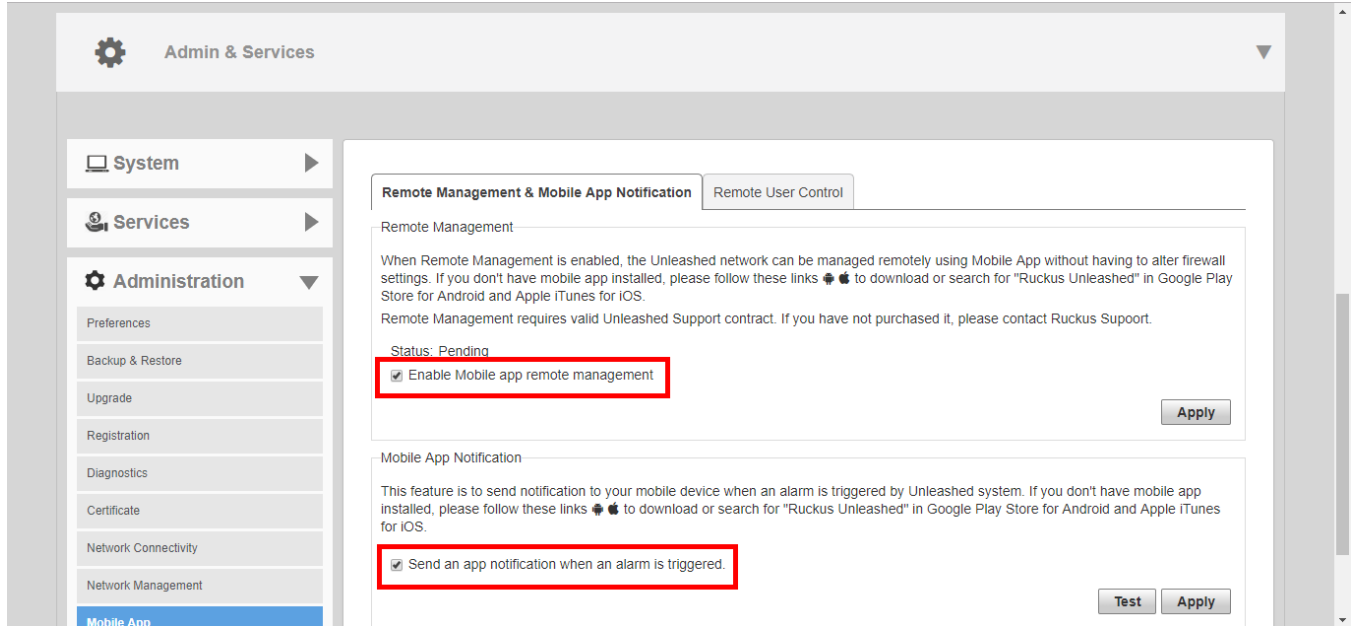 Admin & Services
System
Services
Administration
Preferences
Backup & Restore
Upgrade
Registration
Diagnostics
Certificate
Network Connectivity
Network Management
Mobile App
Remote Management & Mobile App Notification
Remote User Control
Remote Management
When Remote Management is enabled, the Unleashed network can be managed remotely using Mobile App without having to alter firewall
settings. If you don't have mobile app installed, please follow these links to download or search for "Ruckus Unleashed" in Google Play
Store for Android and Apple iTunes for iOS.
Remote Management requires valid Unleashed Support contract. If you have not purchased it, please contact Ruckus Supoort.
Status: Pending
Enable Mobile app remote management
Apply
Mobile App Notification
This feature is to send notification to your mobile device when an alarm is triggered by Unleashed system. If you don't have mobile app
installed, please follow these links to download or search for "Ruckus Unleashed" in Google Play Store for Android and Apple iTunes
for iOS.
Send an app notification when an alarm is triggered.
Test
Apply